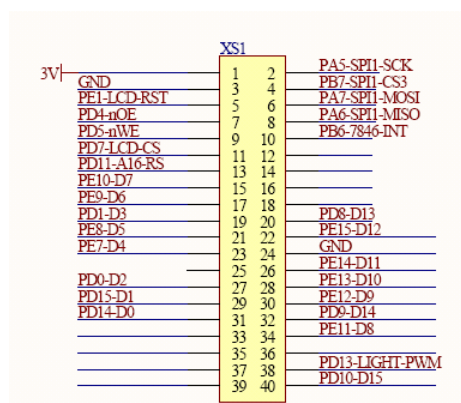 XS1
3V 1 2 PA5-SPI1-SCK
GND 3 4 PB7-SPI1-CS3
PE1-LCD-RST 5 6 PA7-SPI1-MOSI
PD4-nOE 7 8 PA6-SPI1-MISO
PD5-nWE 9 10 PB6-7846-INT
PD7-LCD-CS 11 12
PD11-A16-RS 13 14
PE10-D7 15 16
PE9-D6 17 18
PD1-D3 19 20 PD8-D13
PE8-D5 21 22 PE15-D12
PE7-D4 23 24 GND
25 26 PE14-D11
PD0-D2 27 28 PE13-D10
PD15-D1 29 30 PE12-D9
PD14-D0 31 32 PD9-D14
33 34 PE11-D8
35 36
37 38 PD13-LIGHT-PWM
39 40 PD10-D15